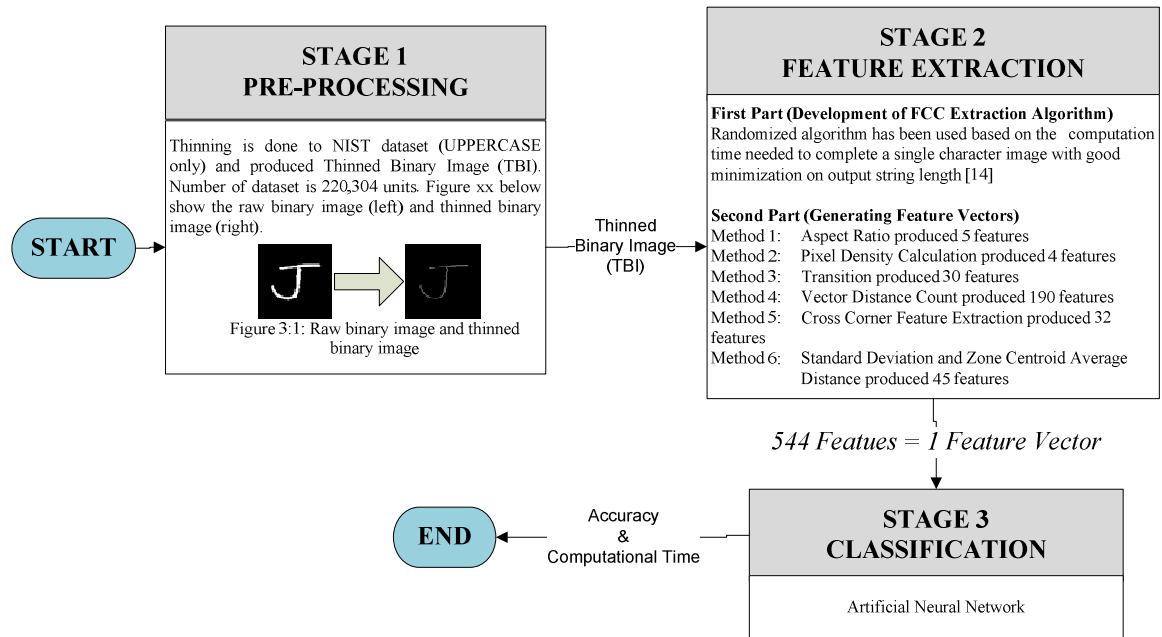 START
STAGE 1
PRE-PROCESSING
Thinning is done to NIST dataset (UPPERCASE
only) and produced Thinned Binary Image (TBI).
Number of dataset is 220,304 units. Figure xx below
show the raw binary image (left) and thinned binary
image (right).
J
J
Figure 3:1: Raw binary image and thinned
binary image
Thinned
Binary Image
(TBI)
STAGE 2
FEATURE EXTRACTION
First Part (Development of FCC Extraction Algorithm)
Randomized algorithm has been used based on the computation
time needed to complete a single character image with good
minimization on output string length [14]
Second Part (Generating Feature Vectors)
Method 1: Aspect Ratio produced 5 features
Method 2: Pixel Density Calculation produced 4 features
Method 3: Transition produced 30 features
Method 4: Vector Distance Count produced 190 features
Method 5: Cross Corner Feature Extraction produced 32
features
Method 6: Standard Deviation and Zone Centroid Average
Distance produced 45 features
544 Featues = 1 Feature Vector
STAGE 3
CLASSIFICATION
Artificial Neural Network
Accuracy
&
Computational Time
END